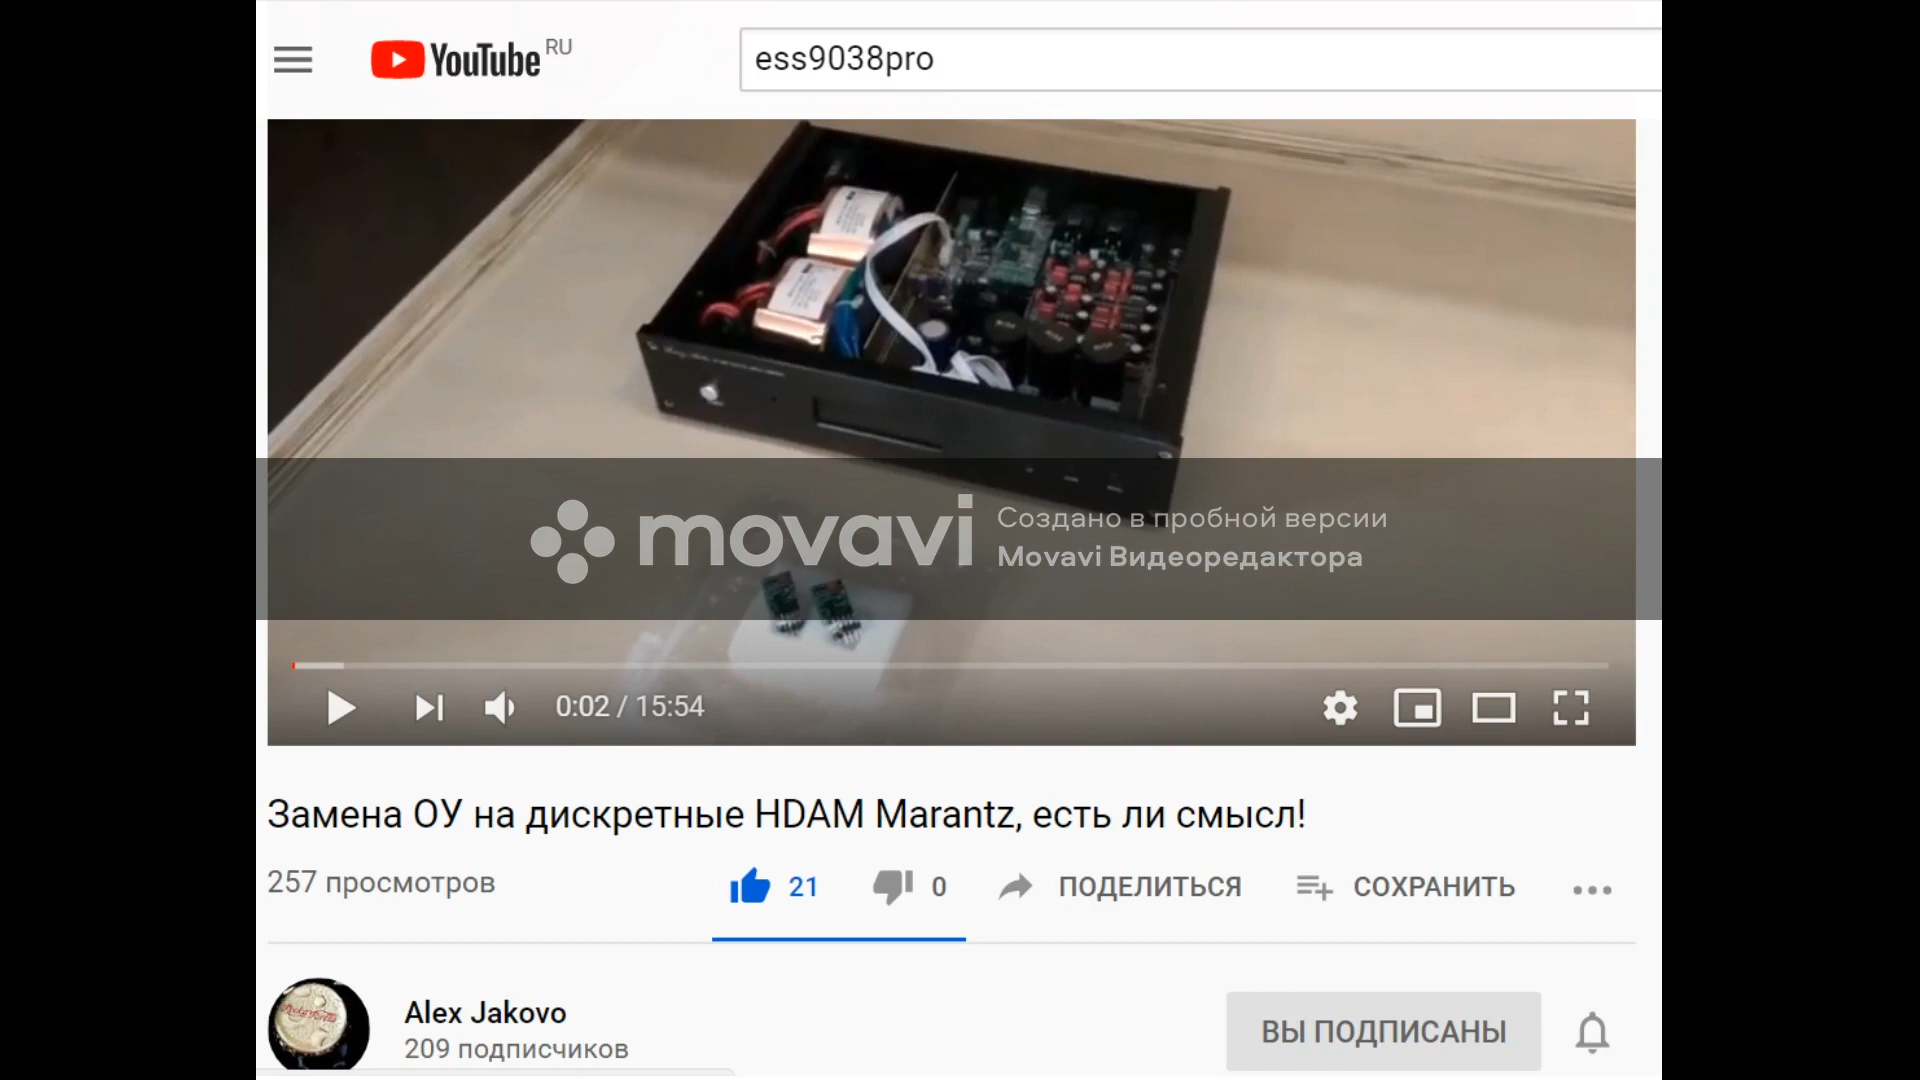 YouTube RU
ess9038pro
movavi
Создано в пробной версии
Movavi Видеоредактора
0:02 / 15:54
Замена ОУ на дискретные HDAM Marantz, есть ли смысл!
257 просмотров
21
0
ПОДЕЛИТЬСЯ
СОХРАНИТЬ
Alex Jakovo
209 подписчиков
ВЫ ПОДПИСАНЫ